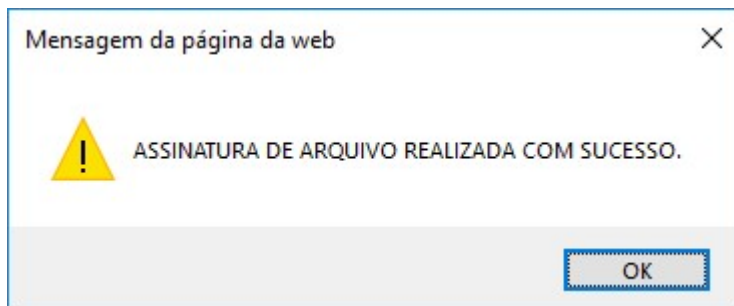 Mensagem da página da web
ASSINATURA DE ARQUIVO REALIZADA COM SUCESSO.
OK